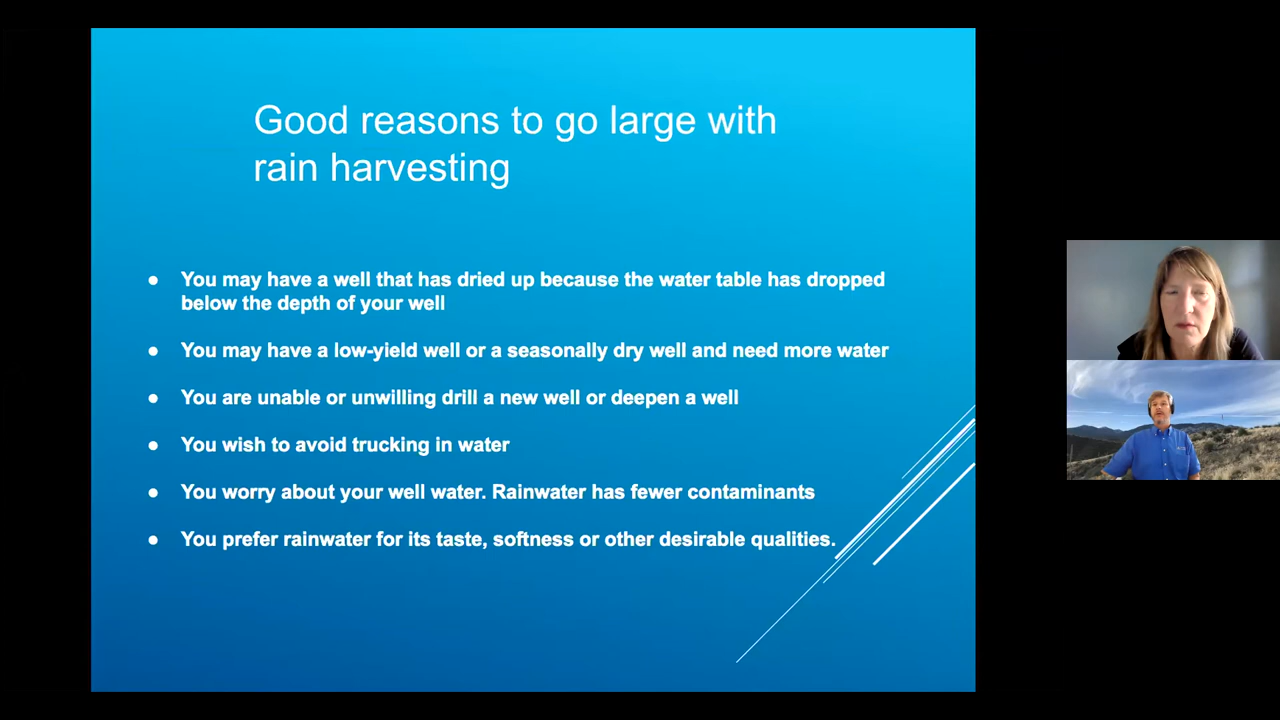 Good reasons to go large with
rain harvesting
● You may have a well that has dried up because the water table has dropped
below the depth of your well
● You may have a low-yield well or a seasonally dry well and need more water
● You are unable or unwilling drill a new well or deepen a well
● You wish to avoid trucking in water
● You worry about your well water. Rainwater has fewer contaminants
● You prefer rainwater for its taste, softness or other desirable qualities.